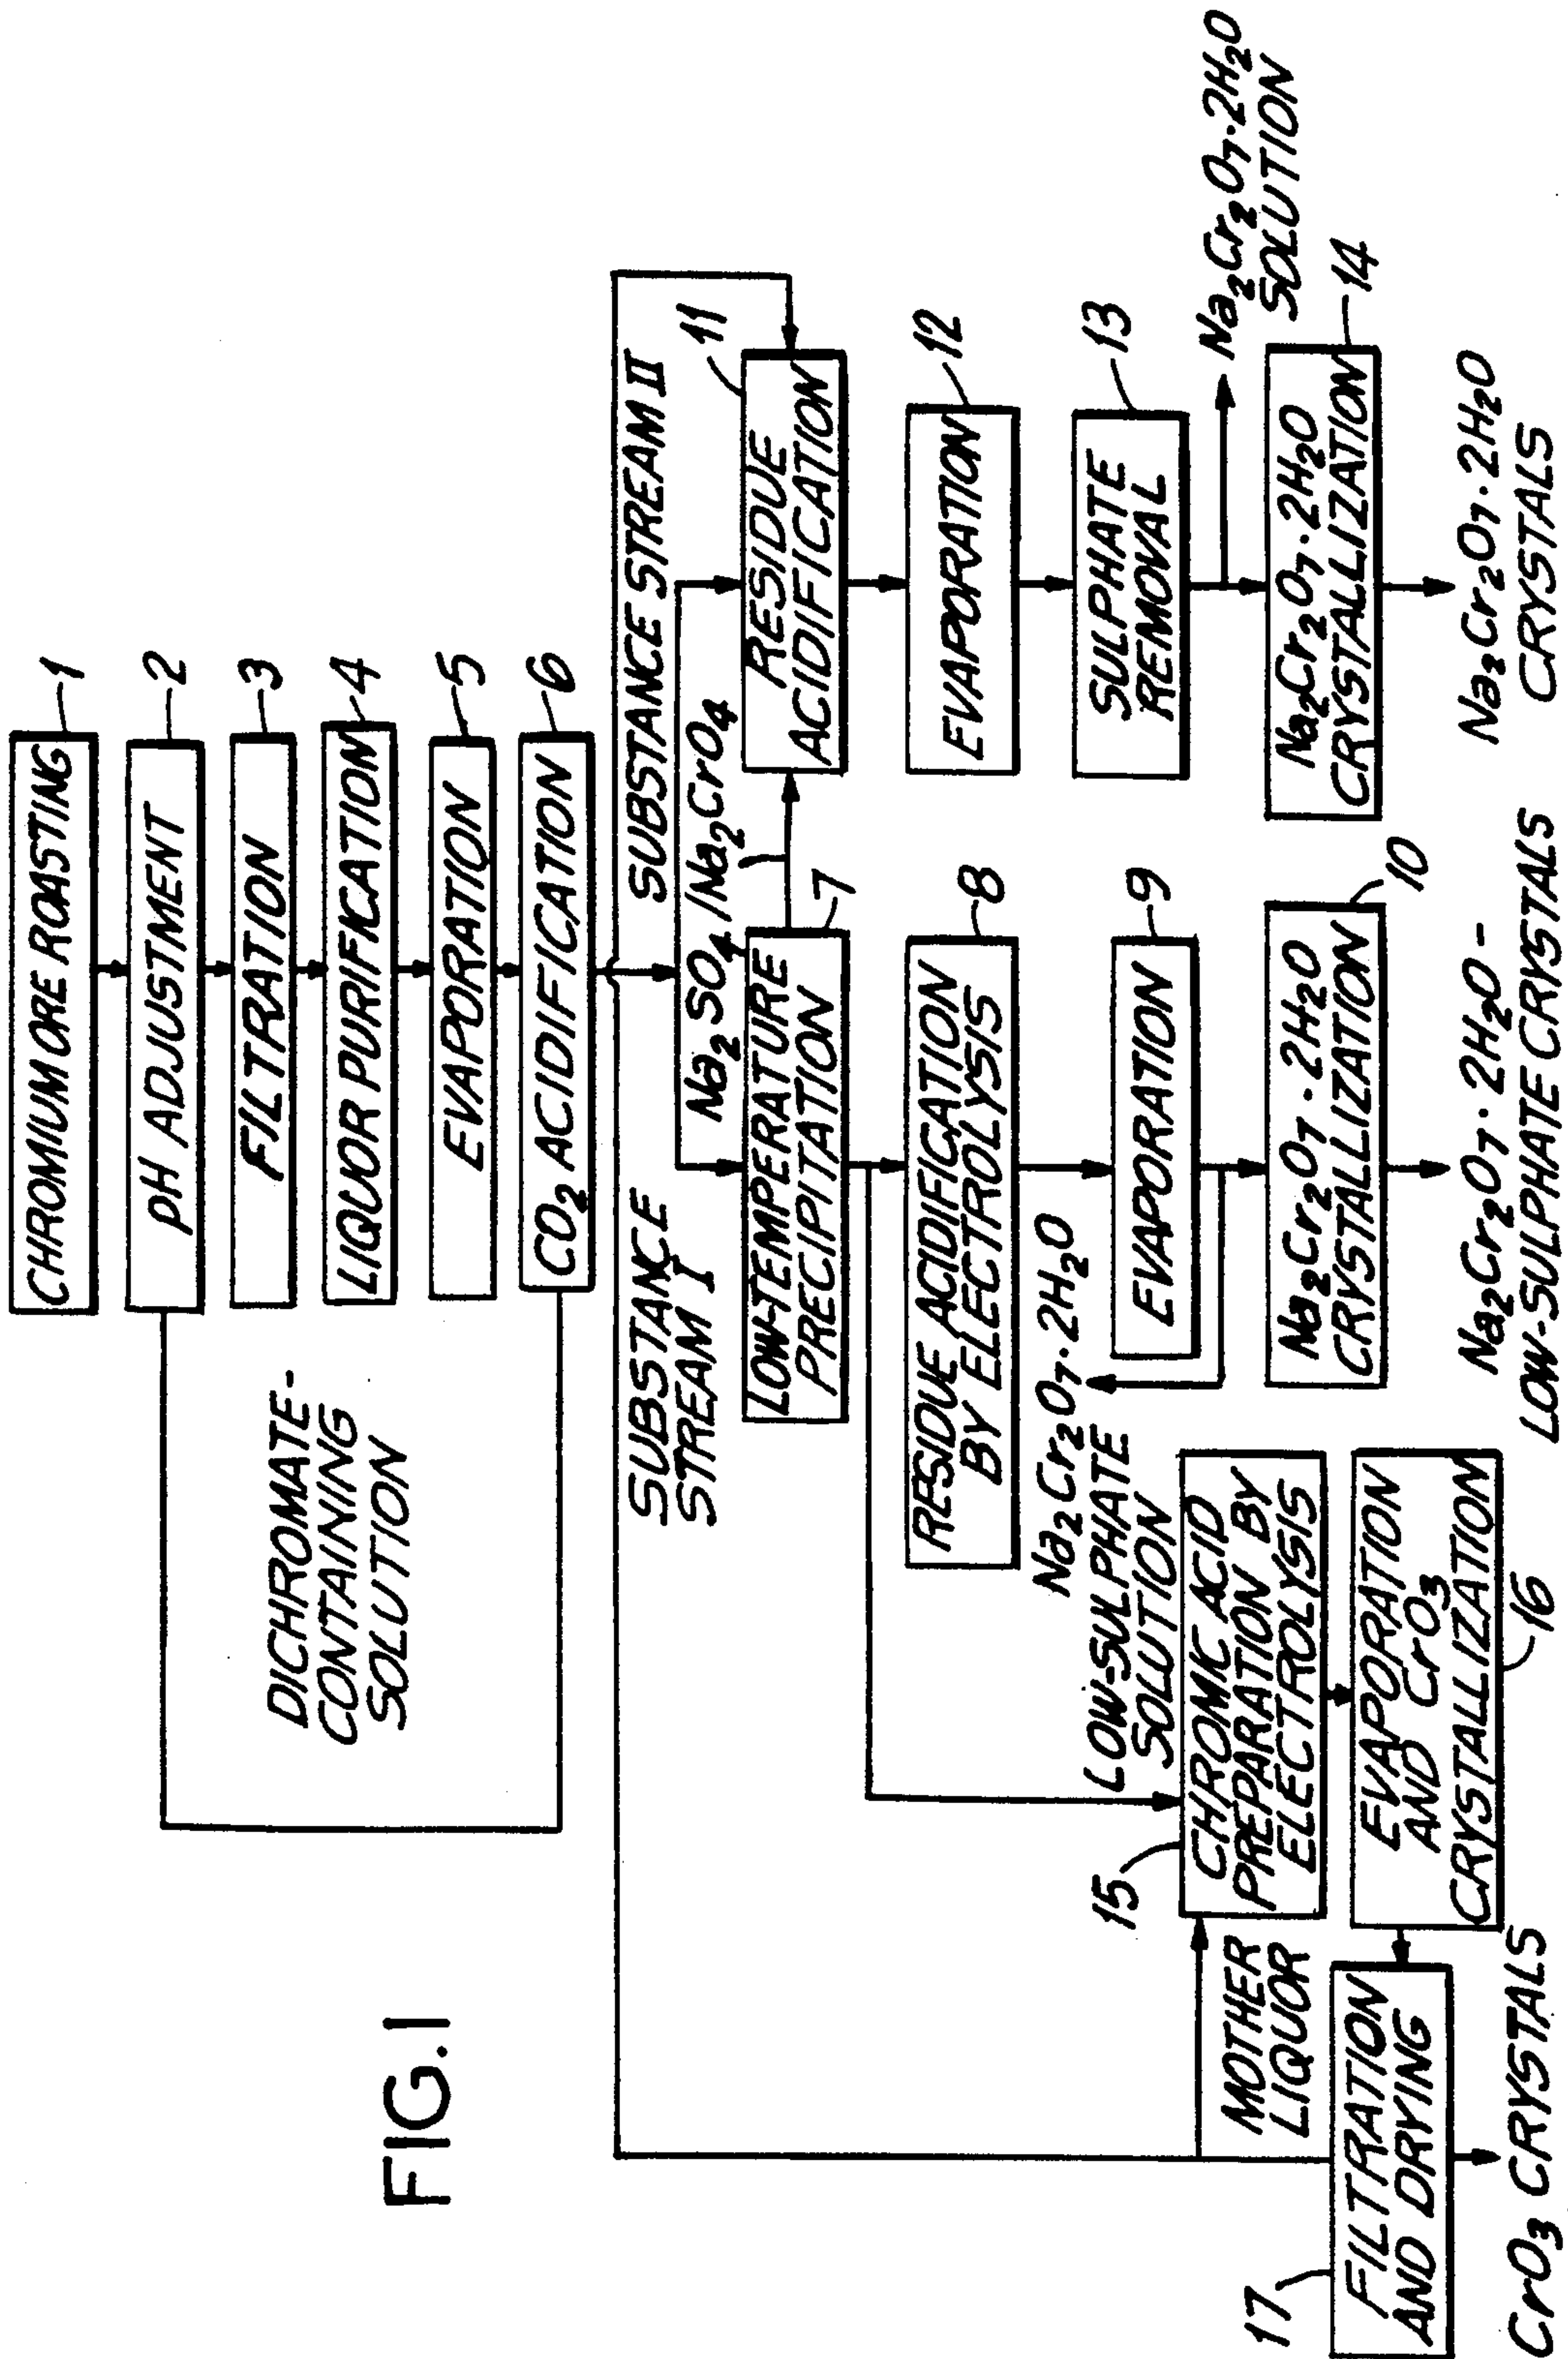 FIG.1
CHROMIUM ORE ROASTING
1
pH ADJUSTMENT
2
FILTRATION
3
LIQUOR PURIFICATION
4
EVAPORATION
5
CO₂ ACIDIFICATION
6
DICHROMATE-
CONTAINING
SOLUTION
SUBSTANCE
STREAM I
SUBSTANCE STREAM II
Na₂SO₄/Na₂CrO₄
LOW-TEMPERATURE
PRECIPITATION
7
RESIDUE
ACIDIFICATION
11
RESIDUE ACIDIFICATION
BY ELECTROLYSIS
8
EVAPORATION
12
Na₂Cr₂O₇·2H₂O
LOW-SULPHATE
SOLUTION
EVAPORATION
9
SULPHATE
REMOVAL
13
Na₂Cr₂O₇·2H₂O
SOLUTION
15
CHROMIC ACID
PREPARATION BY
ELECTROLYSIS
MOTHER
LIQUOR
Na₂Cr₂O₇·2H₂O
CRYSTALLIZATION
10
Na₂Cr₂O₇·2H₂O
CRYSTALLIZATION
14
17
FILTRATION
AND DRYING
EVAPORATION
AND CrO₃
CRYSTALLIZATION
16
CrO₃ CRYSTALS
Na₂Cr₂O₇·2H₂O-
LOW-SULPHATE CRYSTALS
Na₂Cr₂O₇·2H₂O
CRYSTALS